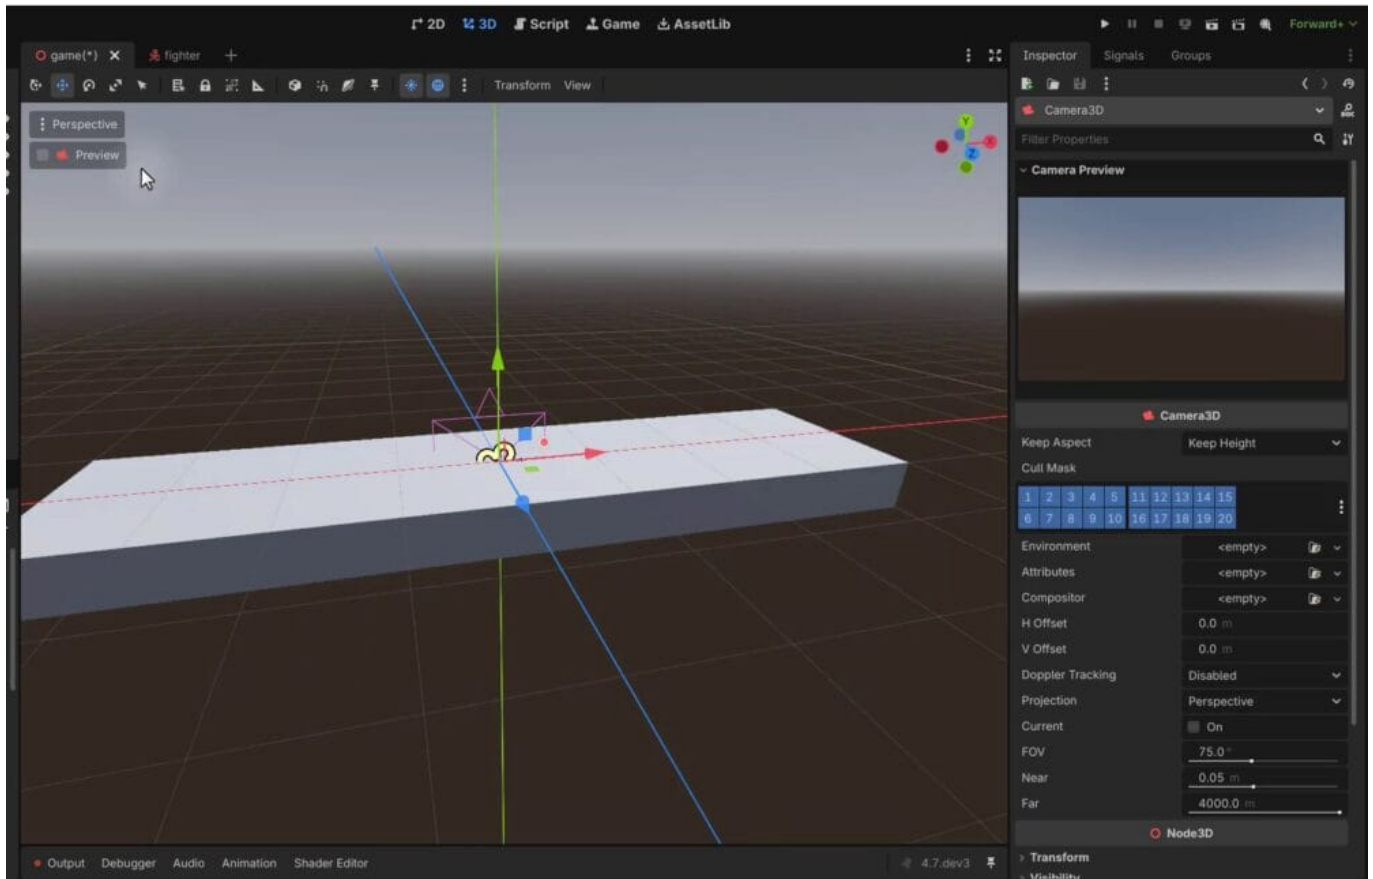 2D 3D Script Game AssetLib Forward+
game(*) fighter
Inspector Signals Groups
Transform View
Camera3D
Perspective
Filter Properties
Preview
Camera Preview
Y
X
Z
Camera3D
Keep Aspect Keep Height
Cull Mask
1 2 3 4 5 11 12 13 14 15
6 7 8 9 10 16 17 18 19 20
Environment <empty>
Attributes <empty>
Compositor <empty>
H Offset 0.0 m
V Offset 0.0 m
Doppler Tracking Disabled
Projection Perspective
Current On
FOV 75.0 °
Near 0.05 m
Far 4000.0 m
Node3D
Transform
Visibility
Output Debugger Audio Animation Shader Editor 4.7.dev3